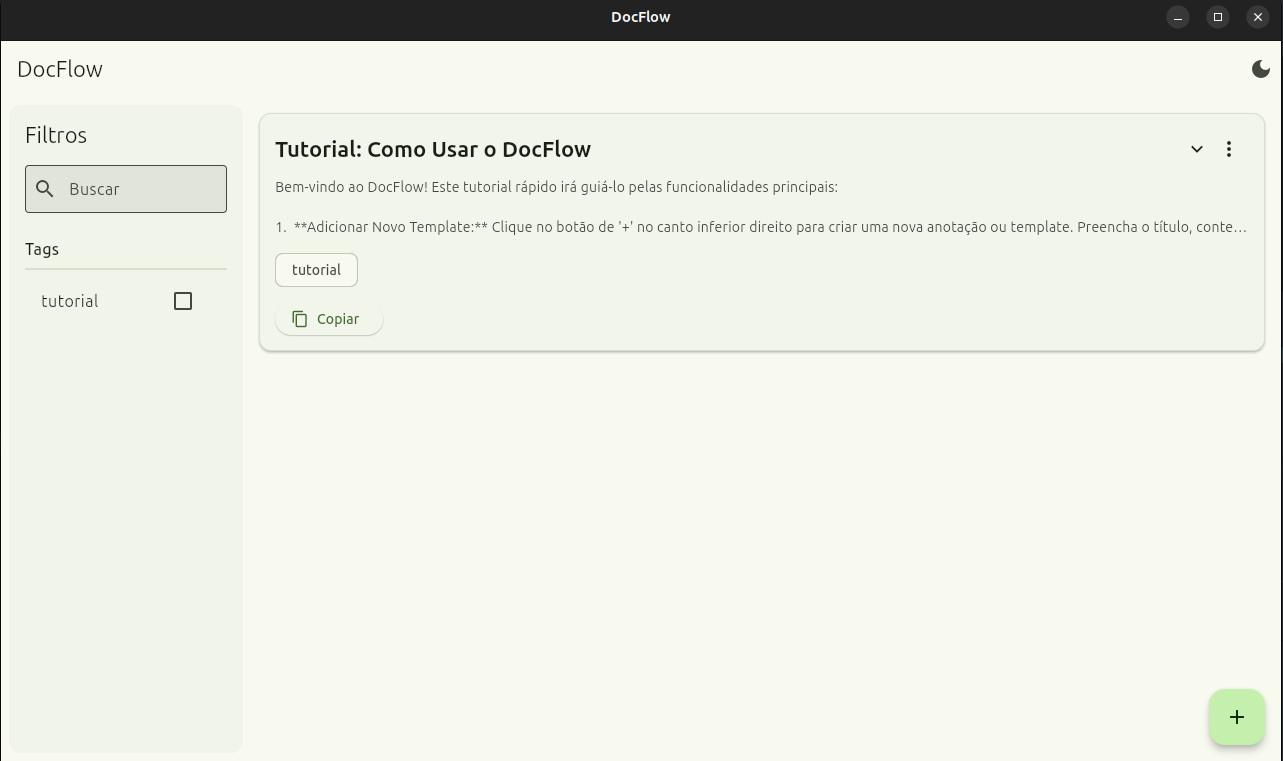 DocFlow
DocFlow
Filtros
Buscar
Tags
tutorial
Tutorial: Como Usar o DocFlow
Bem-vindo ao DocFlow! Este tutorial rápido irá guiá-lo pelas funcionalidades principais:
1. **Adicionar Novo Template:** Clique no botão de '+' no canto inferior direito para criar uma nova anotação ou template. Preencha o título, conte...
tutorial
Copiar